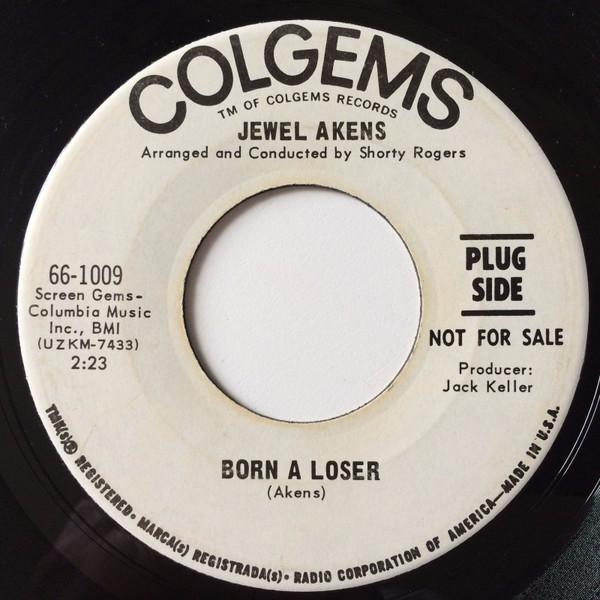 COLGEMS
TM OF COLGEMS RECORDS
JEWEL AKENS
Arranged and Conducted by Shorty Rogers
66-1009
Screen Gems-
Columbia Music
Inc., BMI
(UZKM-7433)
2:23
PLUG
SIDE
NOT FOR SALE
Producer:
Jack Keller
BORN A LOSER
(Akens)
TMK(s)® REGISTERED • MARCA(s) REGISTRADA(s) • RADIO CORPORATION OF AMERICA—MADE IN U.S.A.